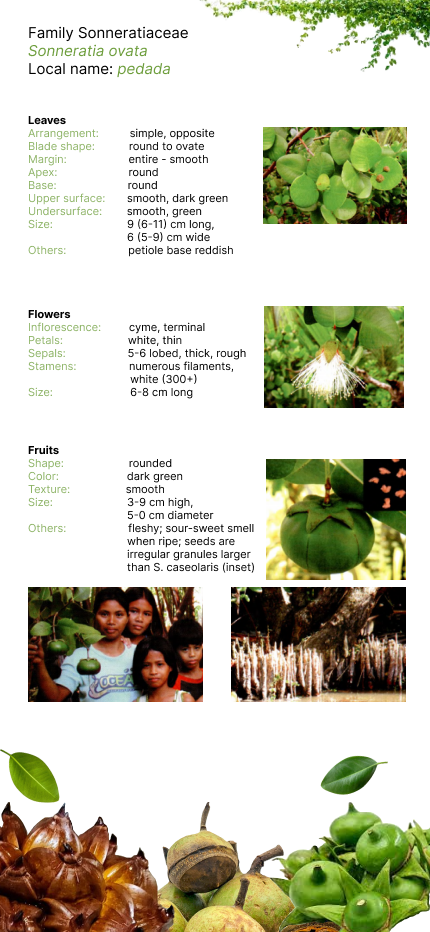 Family Sonneratiaceae
Sonneratia ovata
Local name: pedada
Leaves
Arrangement: simple, opposite
Blade shape: round to ovate
Margin: entire - smooth
Apex: round
Base: round
Upper surface: smooth, dark green
Undersurface: smooth, green
Size: 9 (6-11) cm long,
6 (5-9) cm wide
Others: petiole base reddish
Flowers
Inflorescence: cyme, terminal
Petals: white, thin
Sepals: 5-6 lobed, thick, rough
Stamens: numerous filaments,
white (300+)
Size: 6-8 cm long
Fruits
Shape: rounded
Color: dark green
Texture: smooth
Size: 3-9 cm high,
5-0 cm diameter
Others: fleshy; sour-sweet smell
when ripe; seeds are
irregular granules larger
than S. caseolaris (inset)
OCEAN